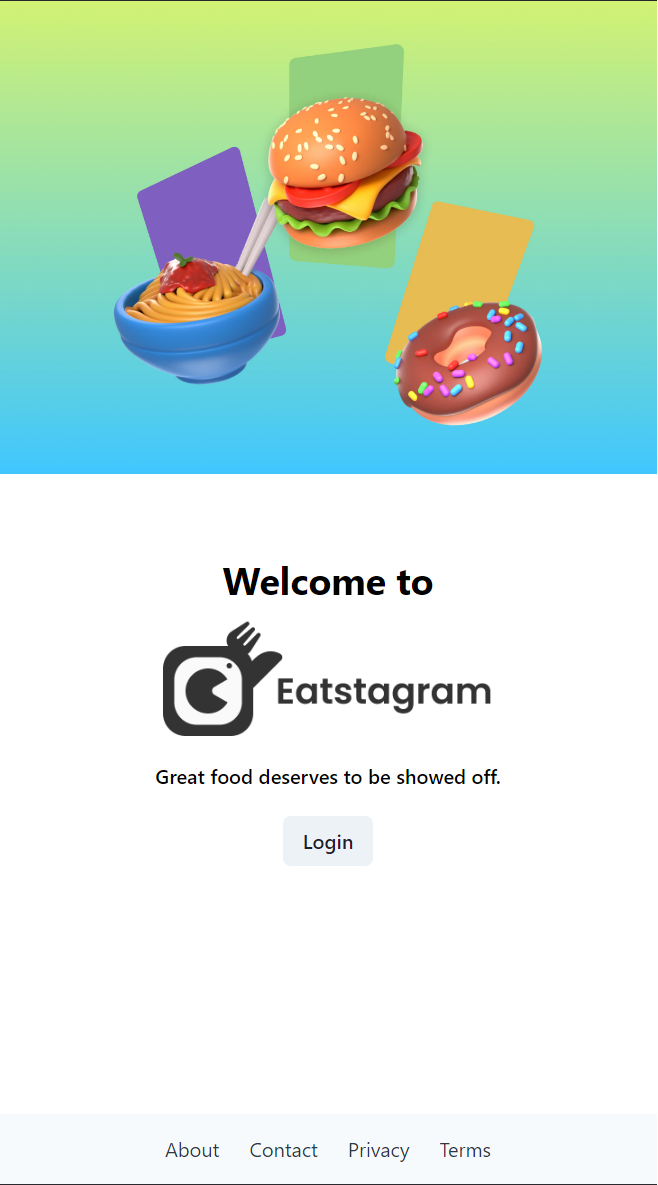 Welcome to
Eatstagram
Great food deserves to be showed off.
Login
About Contact Privacy Terms